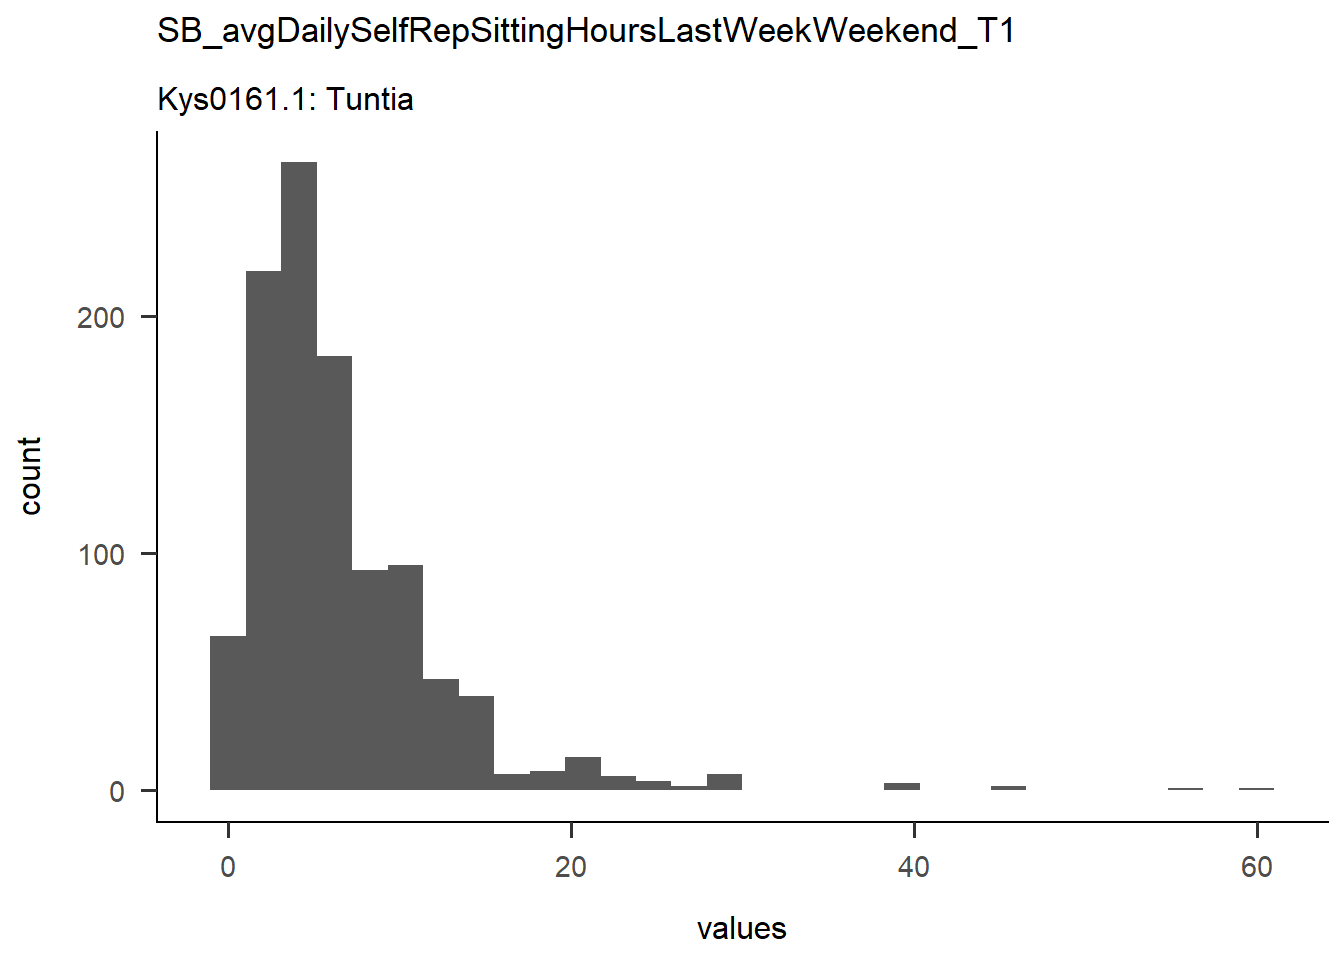 SB_avgDailySelfRepSittingHoursLastWeekWeekend_T1
Kys0161.1: Tuntia
200
100
0
count
0 20 40 60
values